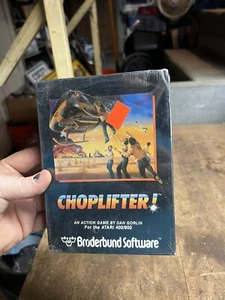 CHOPLIFTER!
AN ACTION GAME BY DAN GORLIN
For the ATARI 400/800
Brøderbund Software